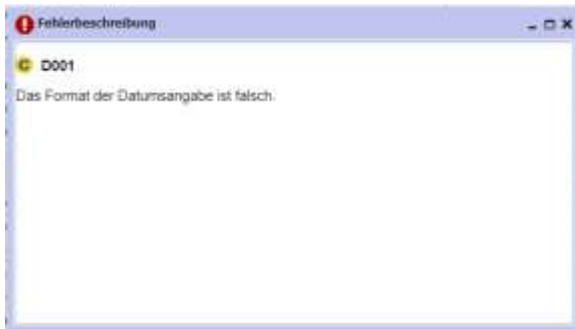 Fehlerbeschreibung
C D001
Das Format der Datumsangabe ist falsch.